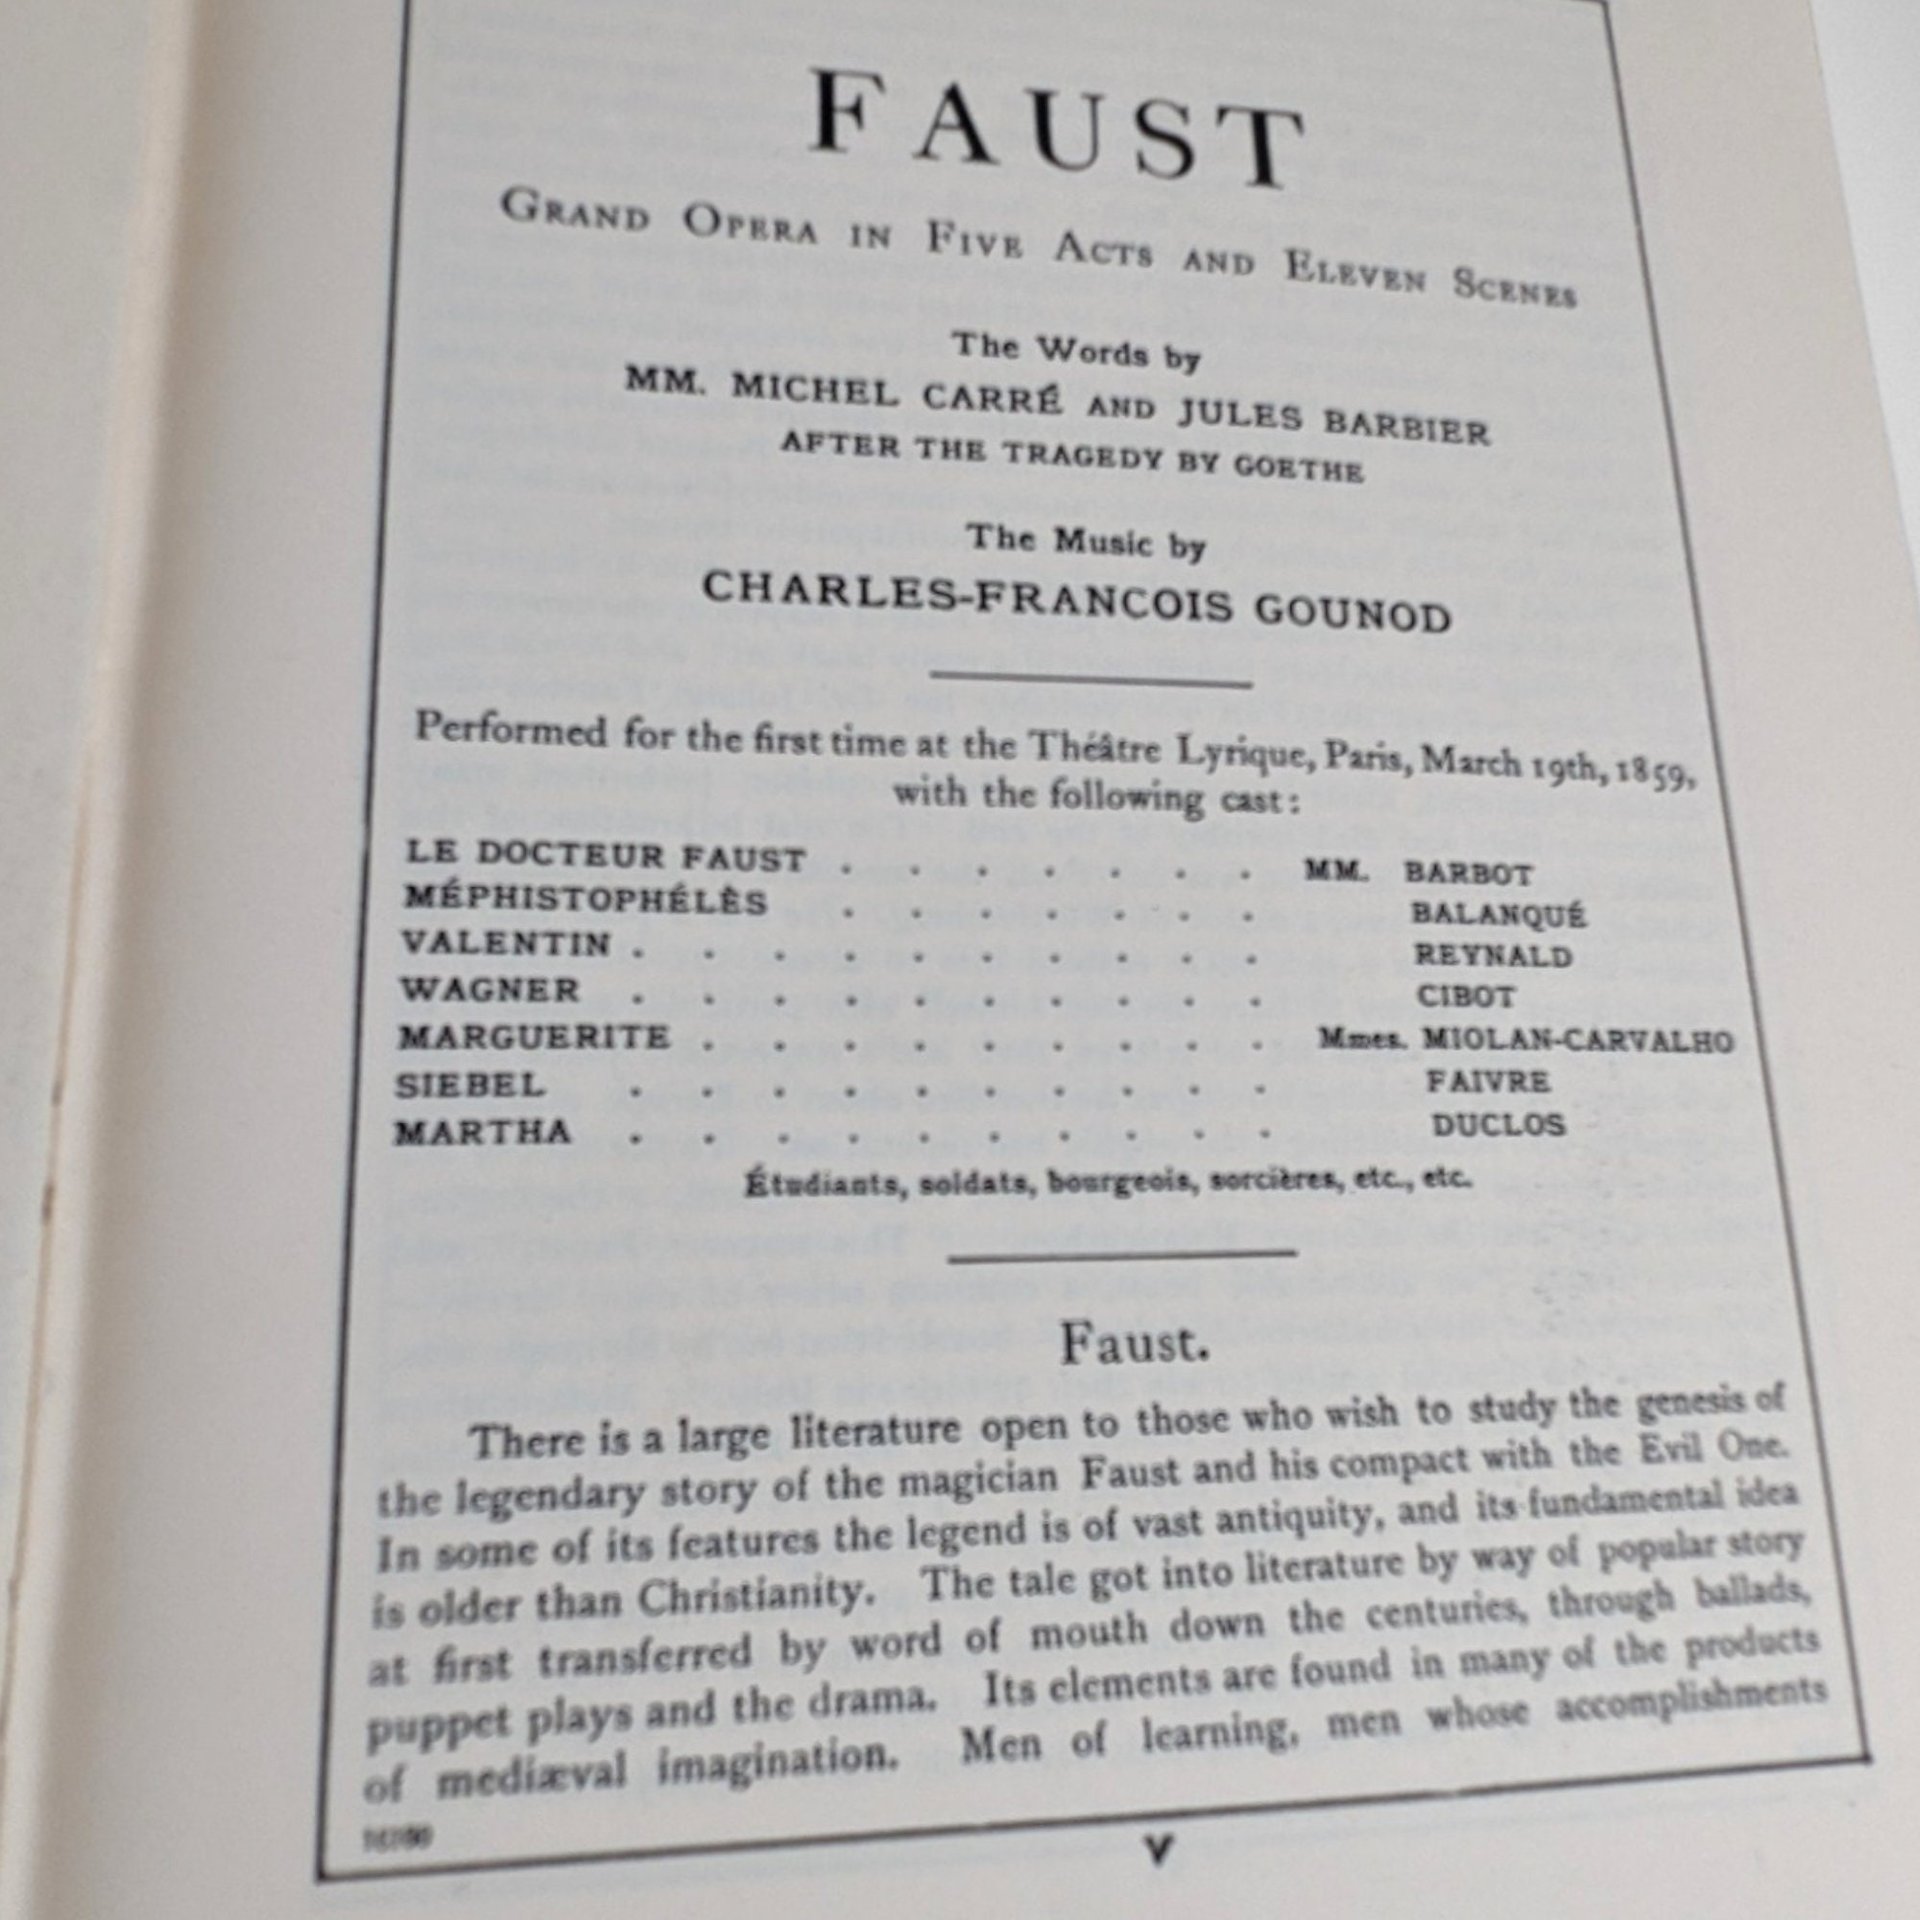 FAUST
GRAND OPERA IN FIVE ACTS AND ELEVEN SCENES
The Words by
MM. MICHEL CARRÉ AND JULES BARBIER
AFTER THE TRAGEDY BY GOETHE
The Music by
CHARLES-FRANCOIS GOUNOD
Performed for the first time at the Théâtre Lyrique, Paris, March 19th, 1859,
with the following cast:
LE DOCTEUR FAUST . . . . . . . MM. BARBOT
MÉPHISTOPHÉLÈS . . . . . . . BALANQUÉ
VALENTIN . . . . . . . . . . REYNALD
WAGNER . . . . . . . . . . CIBOT
MARGUERITE . . . . . . . . . Mmes. MIOLAN-CARVALHO
SIEBEL . . . . . . . . . . FAIVRE
MARTHA . . . . . . . . . . DUCLOS
Étudiants, soldats, bourgeois, sorcières, etc., etc.
Faust.
There is a large literature open to those who wish to study the genesis of
the legendary story of the magician Faust and his compact with the Evil One.
In some of its features the legend is of vast antiquity, and its fundamental idea
is older than Christianity. The tale got into literature by way of popular story
at first transferred by word of mouth down the centuries, through ballads,
puppet plays and the drama. Its elements are found in many of the products
of mediæval imagination. Men of learning, men whose accomplishments
V